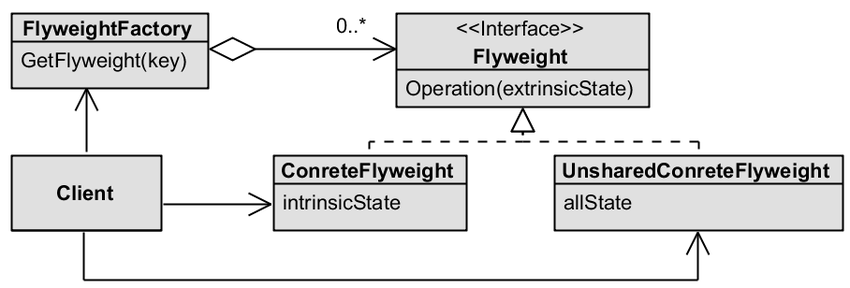 FlyweightFactory
GetFlyweight(key)
0..*
<<Interface>>
Flyweight
Operation(extrinsicState)
Client
ConreteFlyweight
intrinsicState
UnsharedConreteFlyweight
allState